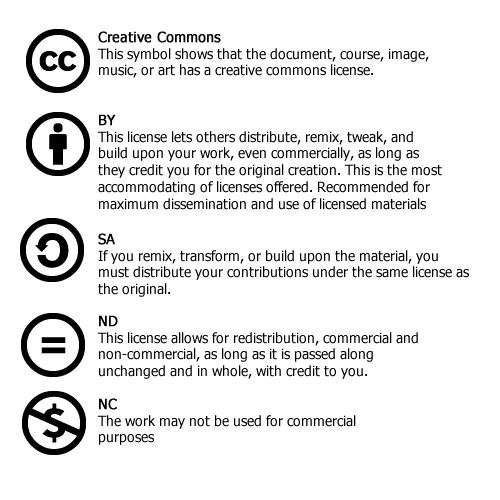 CC
Creative Commons
This symbol shows that the document, course, image,
music, or art has a creative commons license.
BY
This license lets others distribute, remix, tweak, and
build upon your work, even commercially, as long as
they credit you for the original creation. This is the most
accommodating of licenses offered. Recommended for
maximum dissemination and use of licensed materials
SA
If you remix, transform, or build upon the material, you
must distribute your contributions under the same license as
the original.
ND
This license allows for redistribution, commercial and
non-commercial, as long as it is passed along
unchanged and in whole, with credit to you.
NC
The work may not be used for commercial
purposes